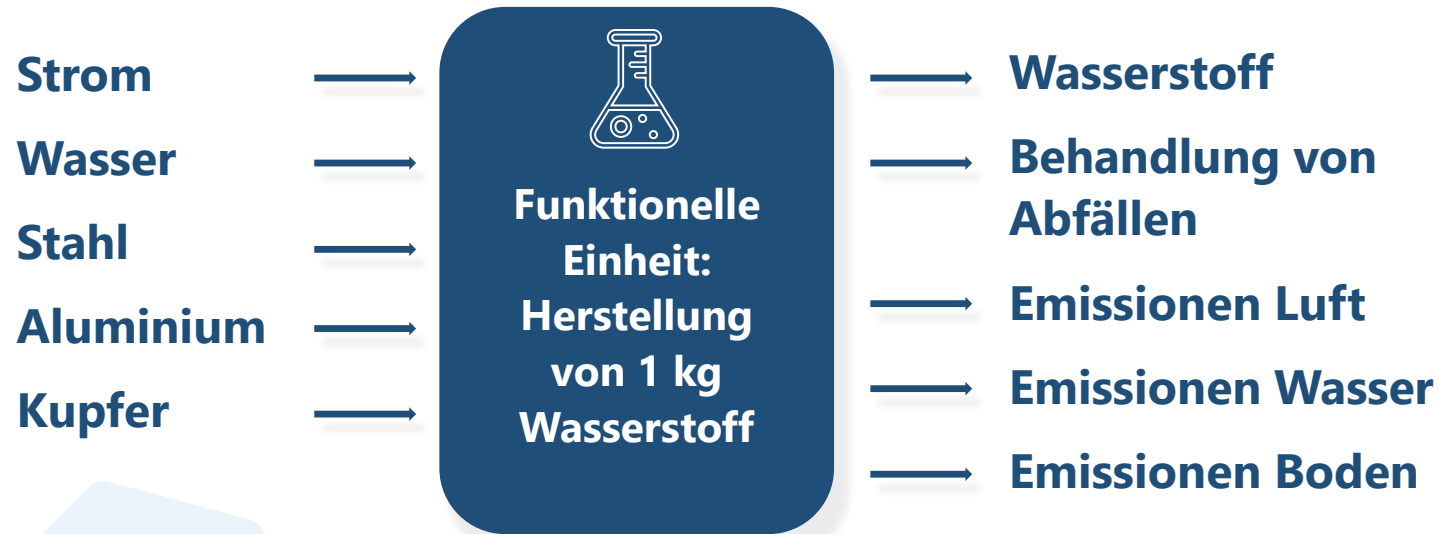 Strom
Wasser
Stahl
Aluminium
Kupfer
Funktionelle
Einheit:
Herstellung
von 1 kg
Wasserstoff
Wasserstoff
Behandlung von
Abfällen
Emissionen Luft
Emissionen Wasser
Emissionen Boden